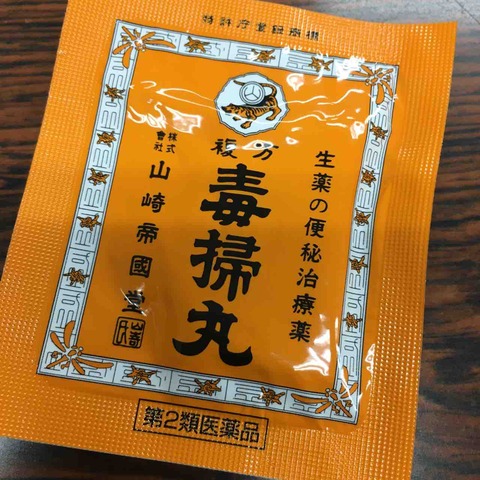 特許庁登録商標
複方
生薬の便秘治療薬
毒掃丸
株式
會社
山崎帝國堂
第2類医薬品